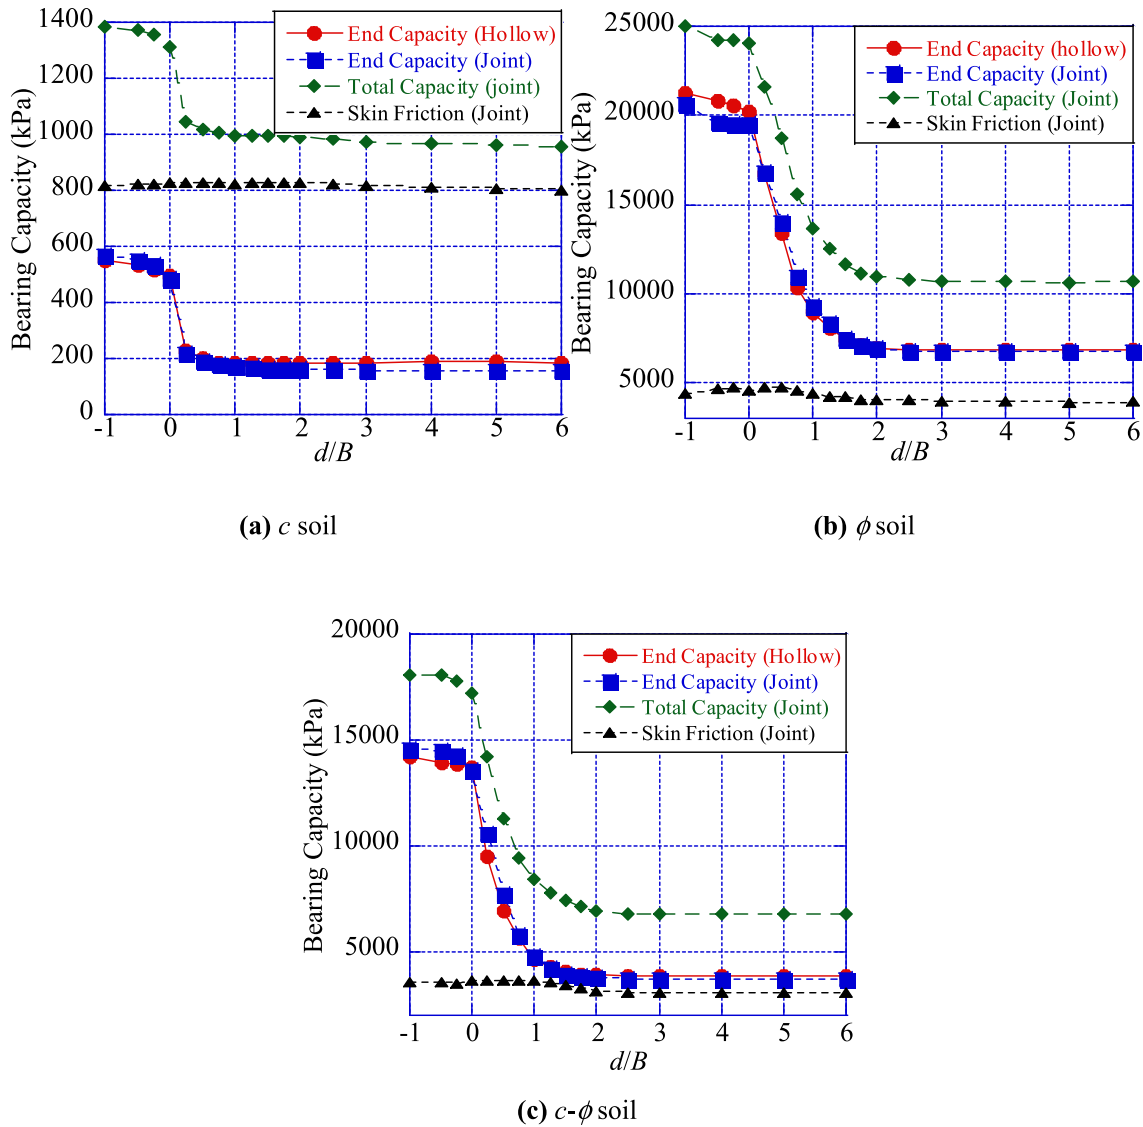 End Capacity (Hollow)
End Capacity (Joint)
Total Capacity (joint)
Skin Friction (Joint)
Bearing Capacity (kPa)
1400
1200
1000
800
600
400
200
0
-1 0 1 2 3 4 5 6
d/B
(a) c soil
End Capacity (hollow)
End Capacity (Joint)
Total Capacity (Joint)
Skin Friction (Joint)
Bearing Capacity (kPa)
25000
20000
15000
10000
5000
-1 0 1 2 3 4 5 6
d/B
(b) ϕ soil
End Capacity (Hollow)
End Capacity (Joint)
Total Capacity (Joint)
Skin Friction (Joint)
Bearing Capacity (kPa)
20000
15000
10000
5000
-1 0 1 2 3 4 5 6
d/B
(c) c-ϕ soil